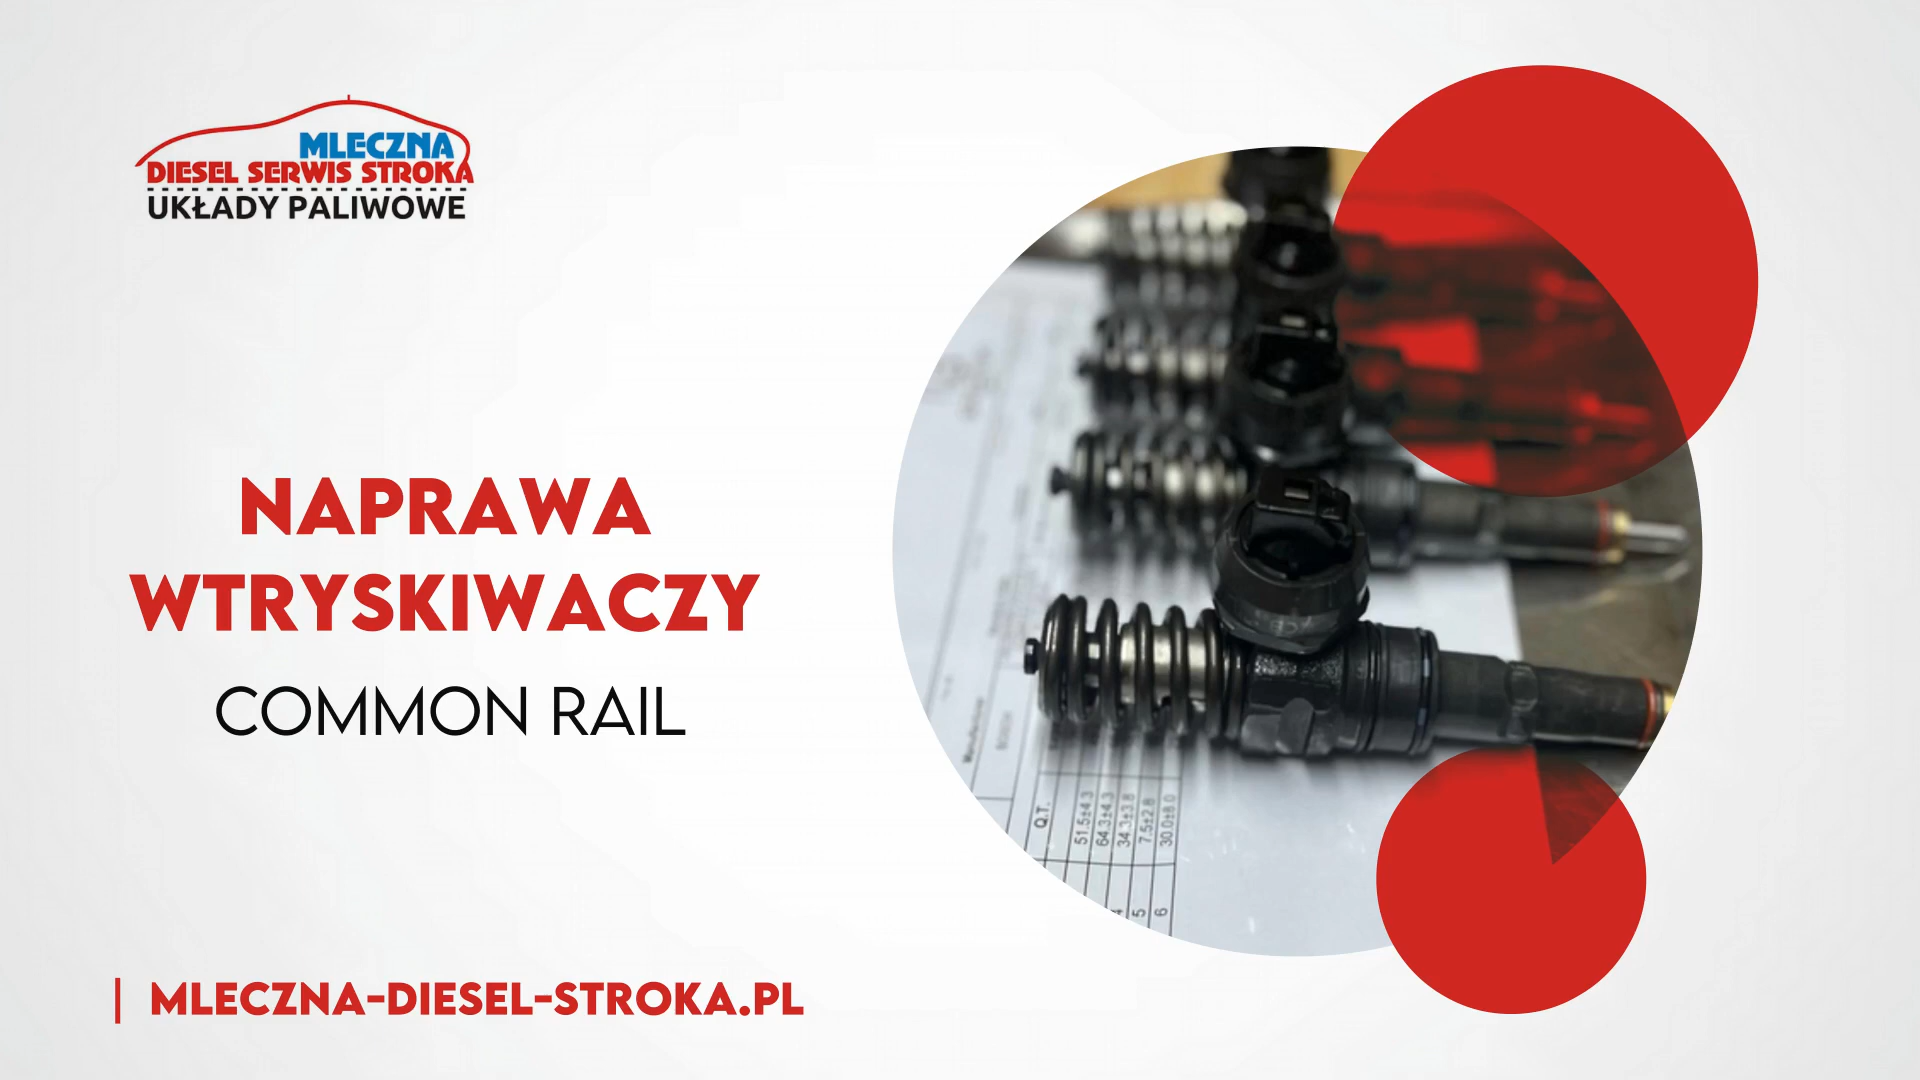 MLECZNA
DIESEL SERWIS STROKA
UKŁADY PALIWOWE
NAPRAWA
WTRYSKIWACZY
COMMON RAIL
| MLECZNA-DIESEL-STROKA.PL
Q.T.
51.5±4.3
64.3±4.3
34.3±3.8
7.5±2.8
30.0±8.0
5
6